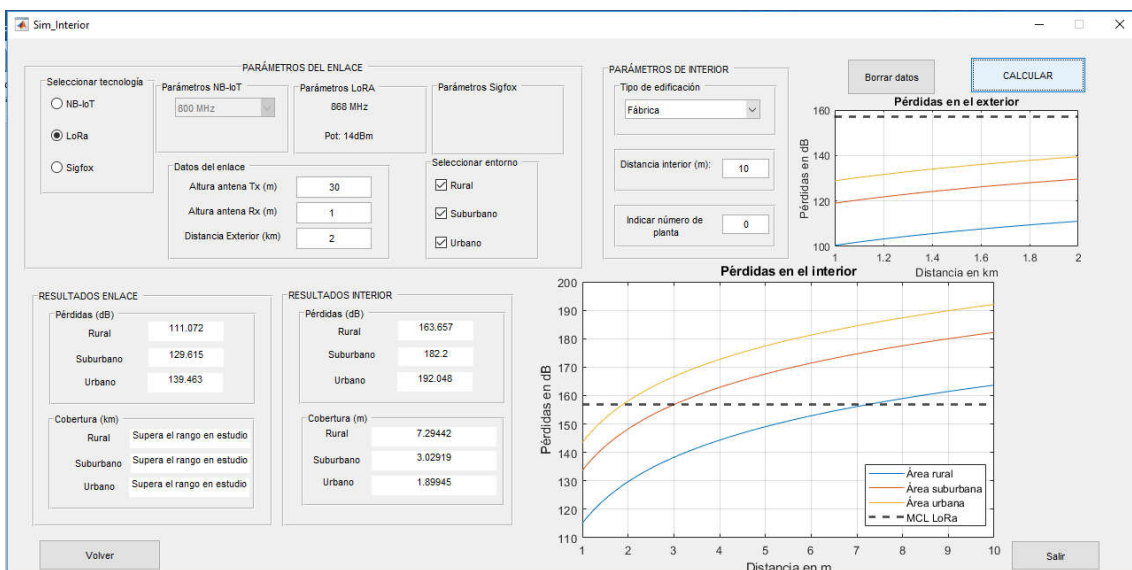 Sim_Interior
PARÁMETROS DEL ENLACE
Seleccionar tecnología
NB-IoT
LoRa
Sigfox
Parámetros NB-IoT
800 MHz
Parámetros LoRA
868 MHz
Pot: 14dBm
Parámetros Sigfox
Datos del enlace
Altura antena Tx (m) 30
Altura antena Rx (m) 1
Distancia Exterior (km) 2
Seleccionar entorno
Rural
Suburbano
Urbano
PARÁMETROS DE INTERIOR
Tipo de edificación
Fábrica
Distancia interior (m): 10
Indicar número de
planta
0
Borrar datos
CALCULAR
Pérdidas en el exterior
Pérdidas en dB
160
140
120
100
1 1.2 1.4 1.6 1.8 2
Distancia en km
RESULTADOS ENLACE
Pérdidas (dB)
Rural 111.072
Suburbano 129.615
Urbano 139.463
Cobertura (km)
Rural Supera el rango en estudio
Suburbano Supera el rango en estudio
Urbano Supera el rango en estudio
RESULTADOS INTERIOR
Pérdidas (dB)
Rural 163.657
Suburbano 182.2
Urbano 192.048
Cobertura (m)
Rural 7.29442
Suburbano 3.02919
Urbano 1.89945
Pérdidas en el interior
Pérdidas en dB
200
190
180
170
160
150
140
130
120
110
1 2 3 4 5 6 7 8 9 10
Distancia en m
Área rural
Área suburbana
Área urbana
MCL LoRa
Volver
Salir